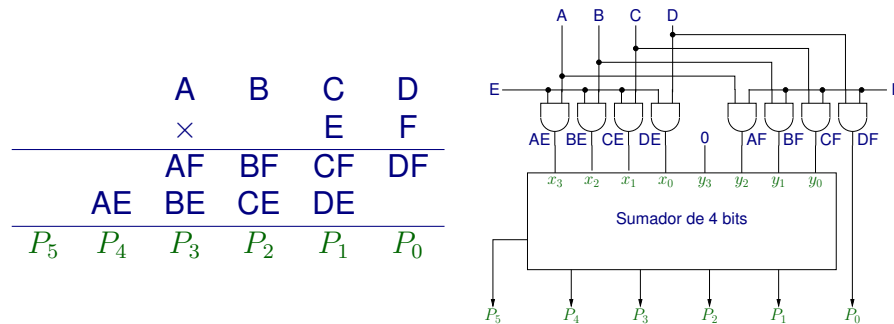 A B C D
× E F
AF BF CF DF
AE BE CE DE
P5 P4 P3 P2 P1 P0
A B C D
E
AE BE CE DE 0 AF BF CF DF
x3 x2 x1 x0 y3 y2 y1 y0
Sumador de 4 bits
P5 P4 P3 P2 P1 P0